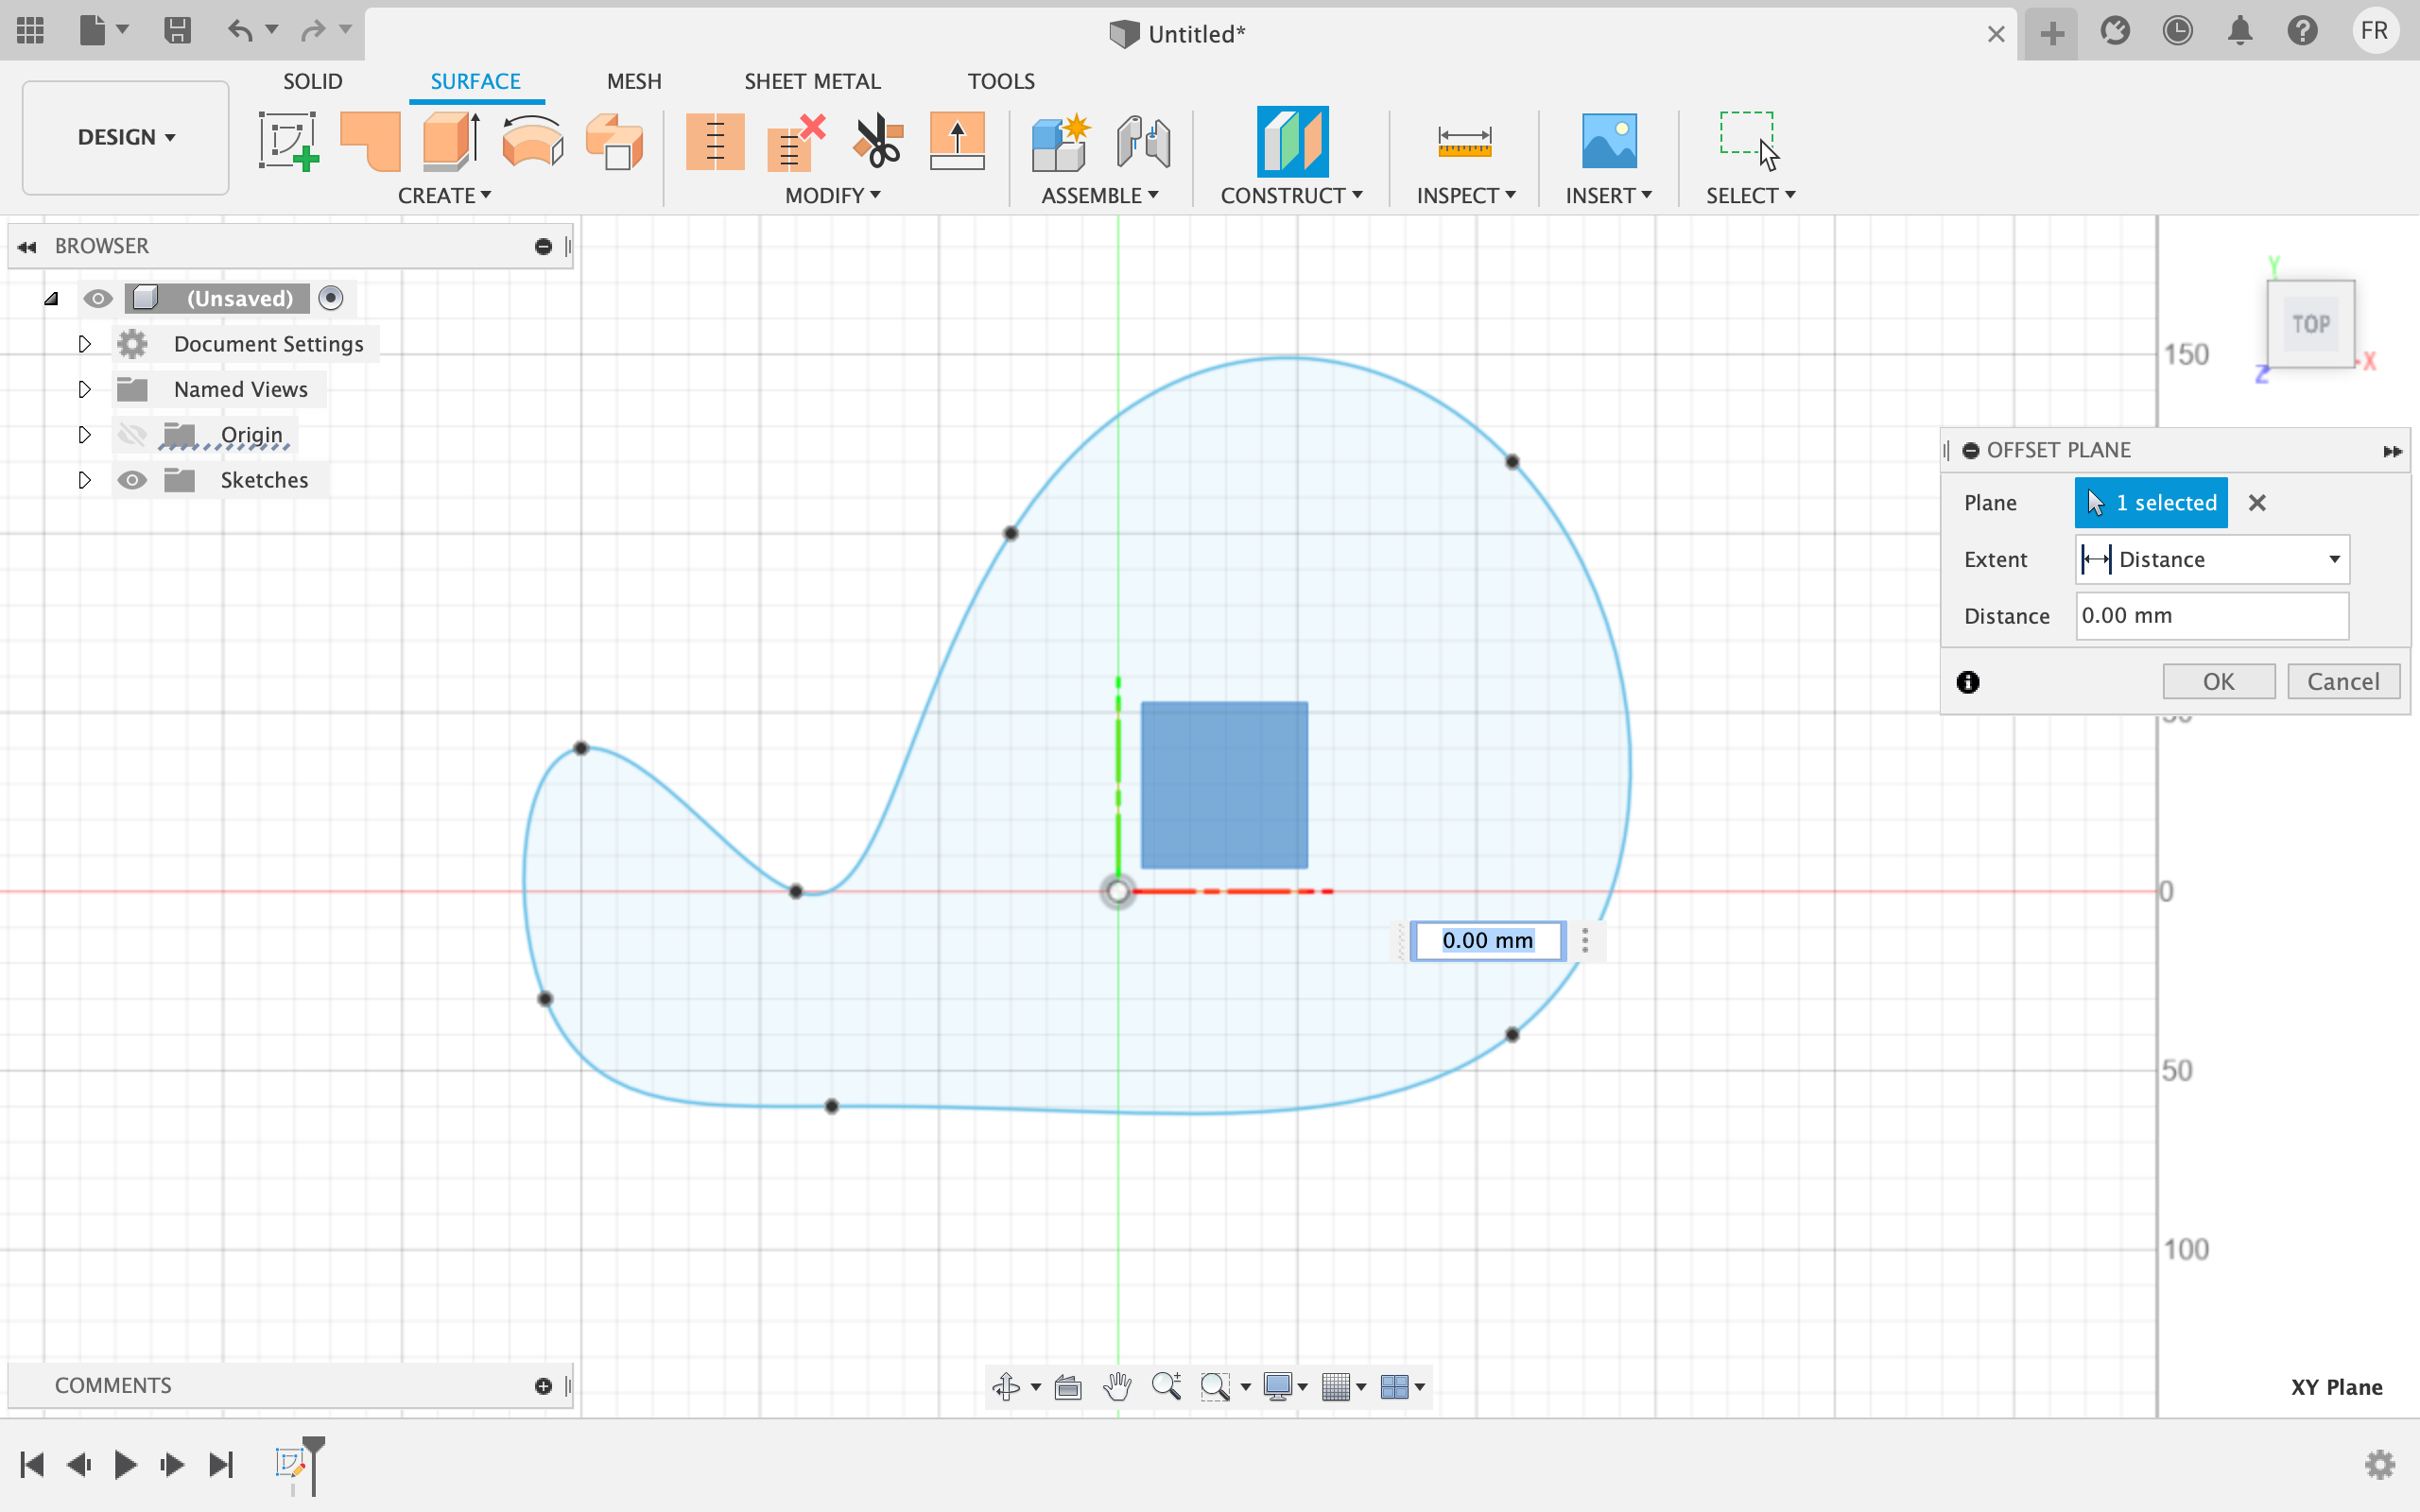 Untitled*
FR
SOLID SURFACE MESH SHEET METAL TOOLS
DESIGN
CREATE MODIFY ASSEMBLE CONSTRUCT INSPECT INSERT SELECT
BROWSER
(Unsaved)
Document Settings
Named Views
Origin
Sketches
Y
TOP
X
Z
150
OFFSET PLANE
Plane 1 selected
Extent Distance
Distance 0.00 mm
OK Cancel
0
0.00 mm
50
100
COMMENTS
XY Plane